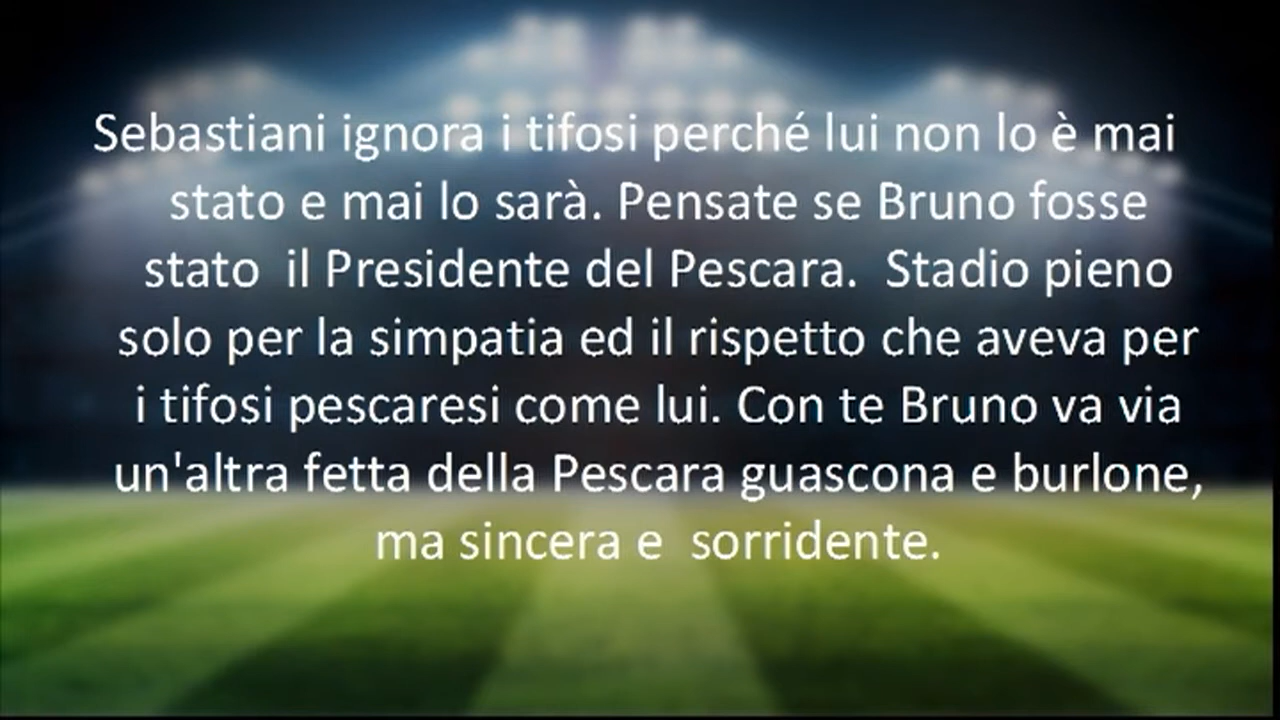 Sebastiani ignora i tifosi perché lui non lo è mai
stato e mai lo sarà. Pensate se Bruno fosse
stato  il Presidente del Pescara.  Stadio pieno
solo per la simpatia ed il rispetto che aveva per
i tifosi pescaresi come lui. Con te Bruno va via
un'altra fetta della Pescara guascona e burlone,
ma sincera e  sorridente.